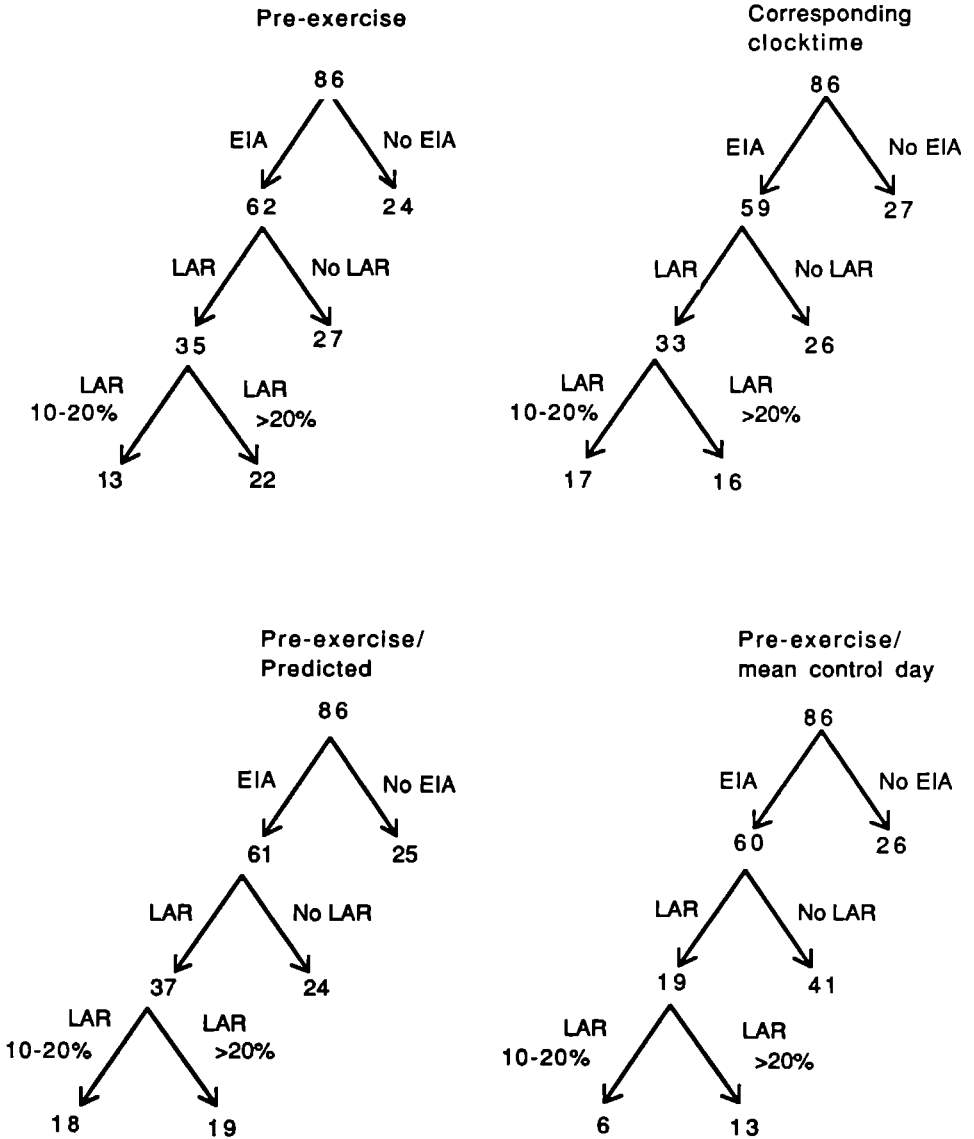 Pre-exercise
86
EIA
No EIA
62
24
LAR
No LAR
35
27
LAR
10-20%
LAR
>20%
13
22
Corresponding
clocktime
86
EIA
No EIA
59
27
LAR
No LAR
33
26
LAR
10-20%
LAR
>20%
17
16
Pre-exercise/
Predicted
86
EIA
No EIA
61
25
LAR
No LAR
37
24
LAR
10-20%
LAR
>20%
18
19
Pre-exercise/
mean control day
86
EIA
No EIA
60
26
LAR
No LAR
19
41
LAR
10-20%
LAR
>20%
6
13